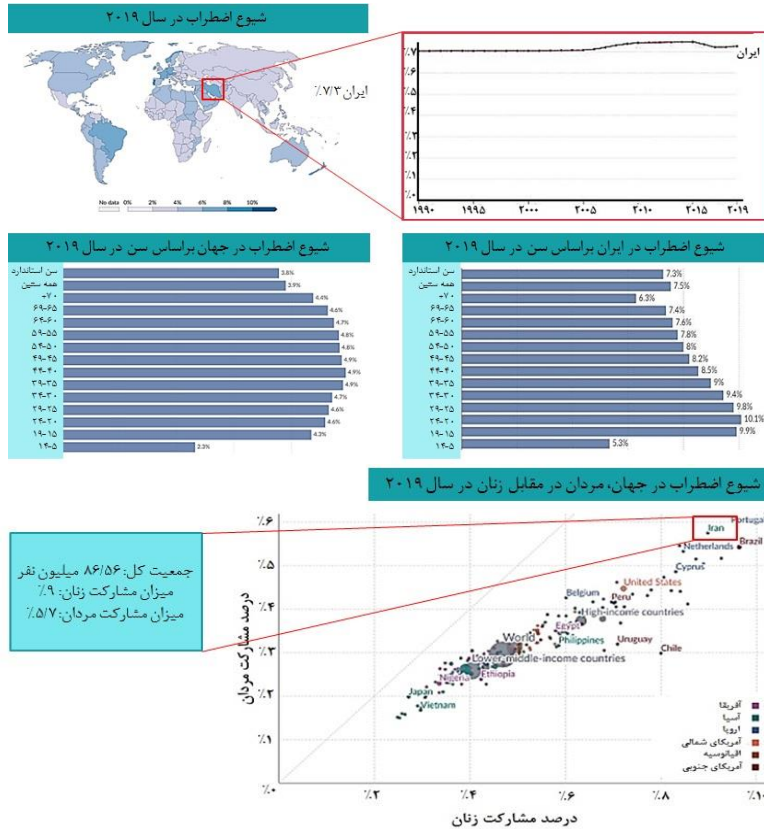 شیوع اضطراب در سال ۲۰۱۹
ایران ۷/۳٪
No data 0% 2% 4% 6% 8% 10%
ایران
٪۷
٪۶
٪۵
٪۴
٪۳
٪۲
٪۱
٪۰
۱۹۹۰ ۱۹۹۵ ۲۰۰۰ ۲۰۰۵ ۲۰۱۰ ۲۰۱۵ ۲۰۱۹
شیوع اضطراب در جهان براساس سن در سال ۲۰۱۹
سن استاندارد 3.8%
همه سنین 3.9%
+۷۰ 4.4%
۶۹-۶۵ 4.6%
۶۴-۶۰ 4.7%
۵۹-۵۵ 4.8%
۵۴-۵۰ 4.8%
۴۹-۴۵ 4.9%
۴۴-۴۰ 4.9%
۳۹-۳۵ 4.9%
۳۴-۳۰ 4.7%
۲۹-۲۵ 4.6%
۲۴-۲۰ 4.6%
۱۹-۱۵ 4.3%
۱۴-۵ 2.3%
شیوع اضطراب در ایران براساس سن در سال ۲۰۱۹
سن استاندارد 7.3%
همه سنین 7.5%
+۷۰ 6.3%
۶۹-۶۵ 7.4%
۶۴-۶۰ 7.6%
۵۹-۵۵ 7.8%
۵۴-۵۰ 8%
۴۹-۴۵ 8.2%
۴۴-۴۰ 8.5%
۳۹-۳۵ 9%
۳۴-۳۰ 9.4%
۲۹-۲۵ 9.8%
۲۴-۲۰ 10.1%
۱۹-۱۵ 9.9%
۱۴-۵ 5.3%
شیوع اضطراب در جهان، مردان در مقابل زنان در سال ۲۰۱۹
جمعیت کل: ۸۶/۵۶ میلیون نفر
میزان مشارکت زنان: ۹٪
میزان مشارکت مردان: ۵/۷٪
درصد مشارکت مردان
٪۶
٪۵
٪۴
٪۳
٪۲
٪۱
٪۰
Portugal
Iran
Netherlands
Brazil
Cyprus
United States
Belgium
Peru
High-income countries
Egypt
World
Philippines
Uruguay
Chile
Lower-middle-income countries
Nigeria
Ethiopia
Japan
Vietnam
آفریقا
آسیا
اروپا
آمریکای شمالی
اقیانوسیه
آمریکای جنوبی
٪۲ ٪۴ ٪۶ ٪۸ ٪۱۰
درصد مشارکت زنان